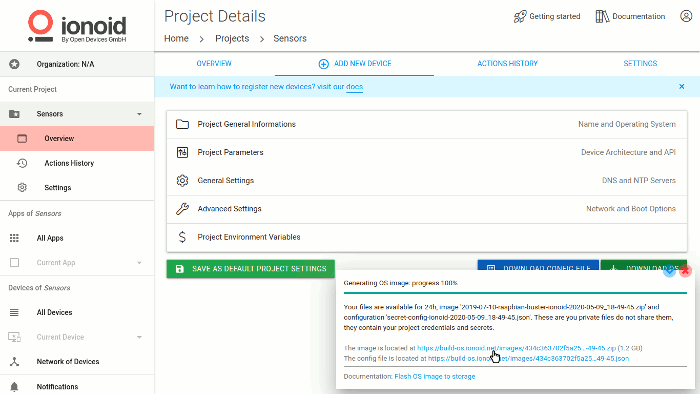 ionoid
By Open Devices GmbH
Project Details
Getting started
Documentation
Home > Projects > Sensors
Organization: N/A
OVERVIEW
ADD NEW DEVICE
ACTIONS HISTORY
SETTINGS
Want to learn how to register new devices? visit our docs
Current Project
Sensors
Overview
Actions History
Settings
Apps of Sensors
All Apps
Current App
Devices of Sensors
All Devices
Current Device
Network of Devices
Notifications
Project General Informations
Name and Operating System
Project Parameters
Device Architecture and API
General Settings
DNS and NTP Servers
Advanced Settings
Network and Boot Options
Project Environment Variables
SAVE AS DEFAULT PROJECT SETTINGS
DOWNLOAD CONFIG FILE
DOWNLOAD OS
Generating OS image: progress 100%.
Your files are available for 24h, image '2019-07-10-raspbian-buster-ionoid-2020-05-09_18-49-45.zip' and
configuration 'secret-config-ionoid-2020-05-09_18-49-45.json'. These are you private files do not share them,
they contain your project credentials and secrets.
The image is located at https://build-os.ionoid.net/images/434c363702f5a25...49-45.zip (1.2 GB)
The config file is located at https://build-os.ionoid.net/images/434c363702f5a25...49-45.json
Documentation: Flash OS image to storage